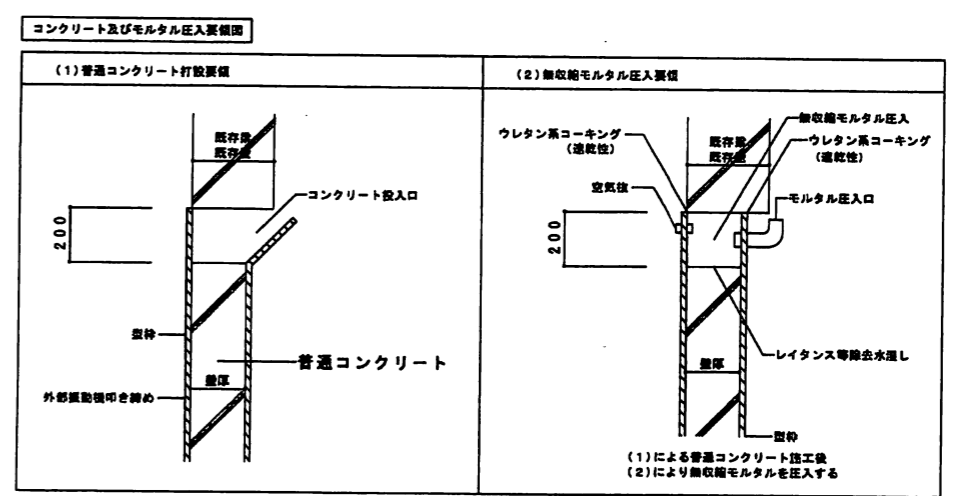 コンクリート及びモルタル圧入要領図
(1)普通コンクリート打設要領
既存梁
コンクリート投入口
200
型枠
普通コンクリート
壁厚
外部振動機叩き締め
(2)無収縮モルタル圧入要領
無収縮モルタル圧入
ウレタン系コーキング
(速乾性)
既存梁
ウレタン系コーキング
(速乾性)
空気抜
モルタル圧入口
200
レイタンス等除去水湿し
壁厚
型枠
(1)による普通コンクリート施工後
(2)により無収縮モルタルを圧入する